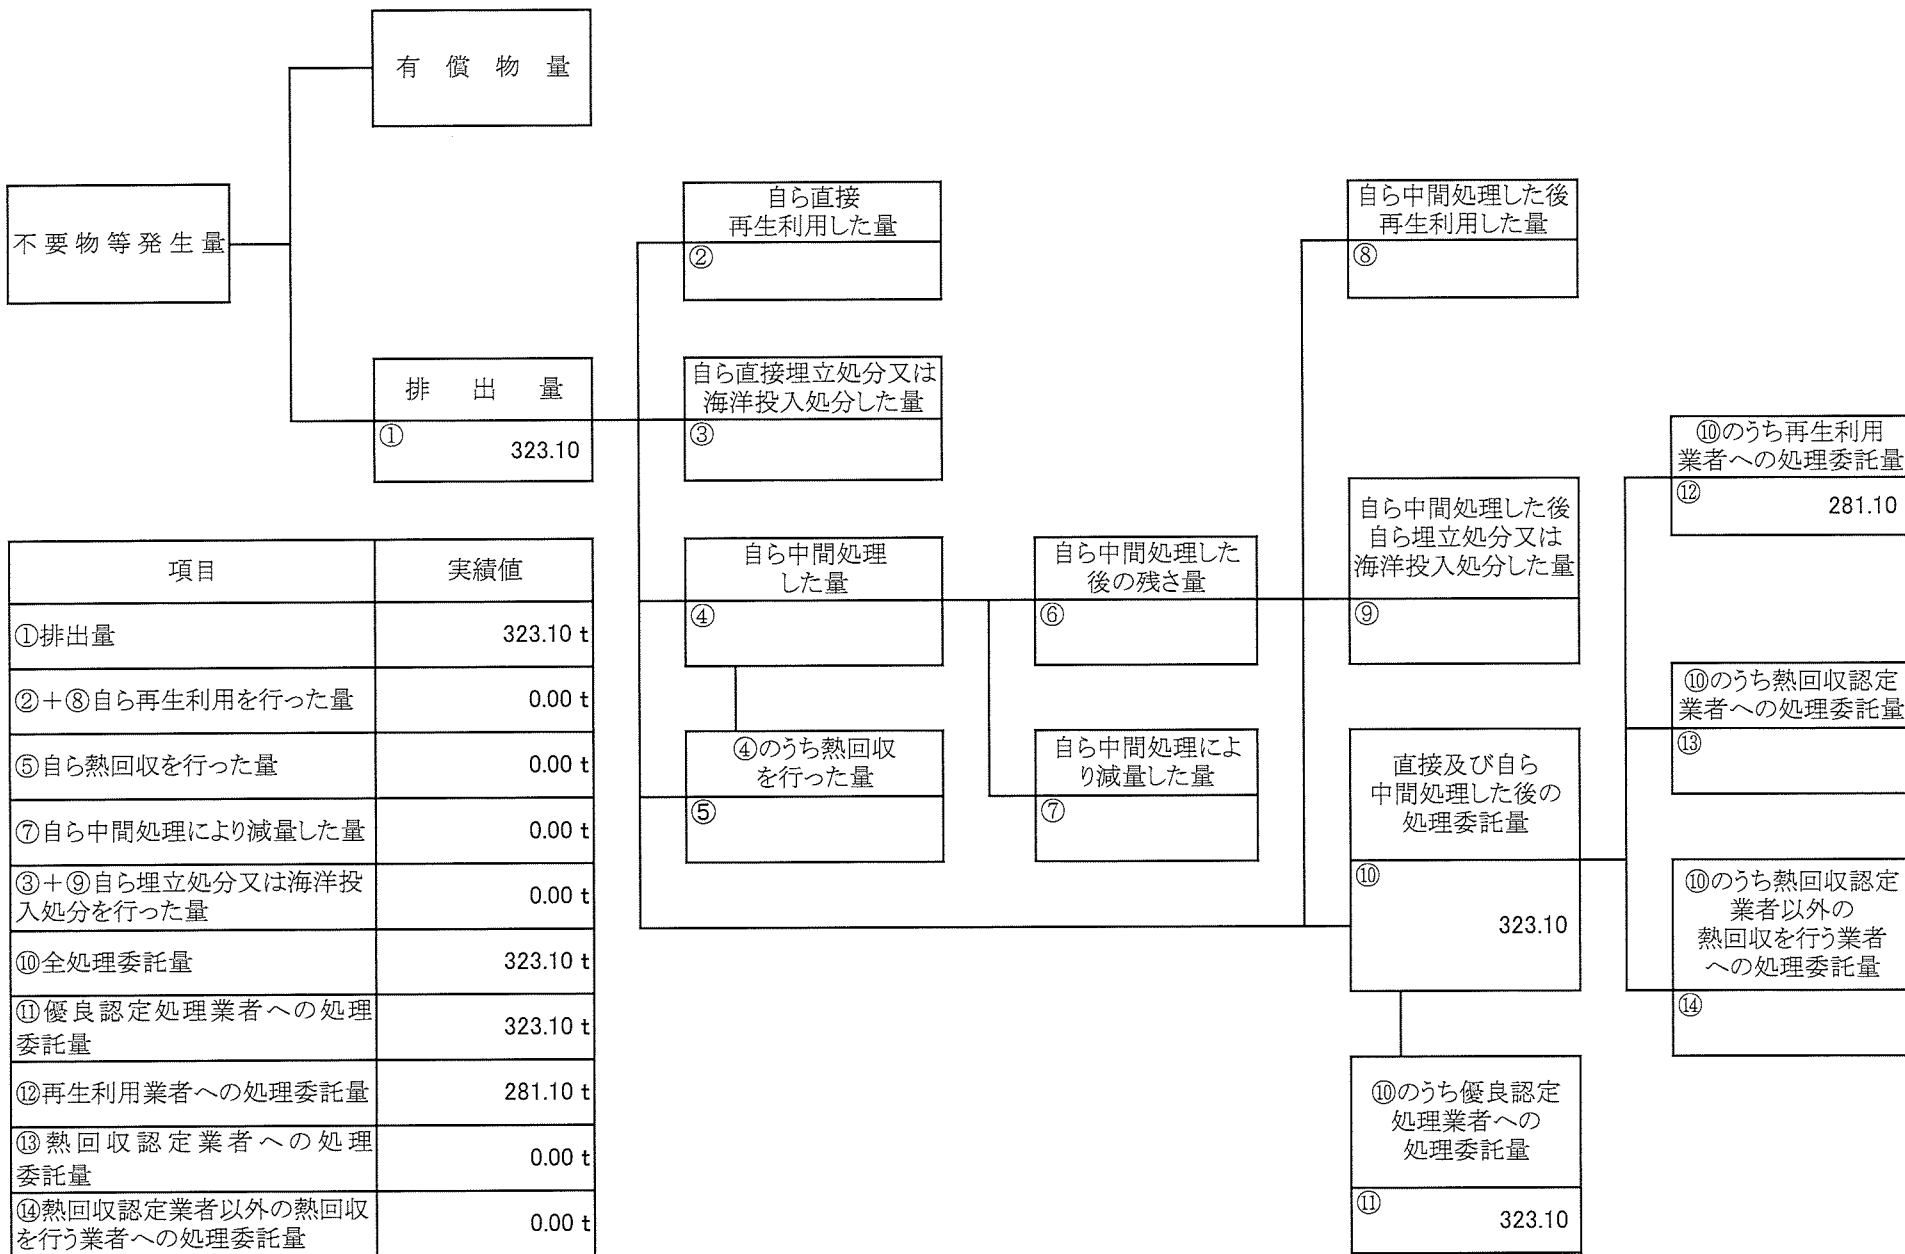 有償物量
不要物等発生量
排出量
①
323.10
自ら直接
再生利用した量
②
自ら直接埋立処分又は
海洋投入処分した量
③
自ら中間処理
した量
④
④のうち熱回収
を行った量
⑤
自ら中間処理した
後の残さ量
⑥
自ら中間処理によ
り減量した量
⑦
自ら中間処理した後
再生利用した量
⑧
自ら中間処理した後
自ら埋立処分又は
海洋投入処分した量
⑨
直接及び自ら
中間処理した後の
処理委託量
⑩
323.10
⑩のうち優良認定
処理業者への
処理委託量
⑪
323.10
⑩のうち再生利用
業者への処理委託量
⑫
281.10
⑩のうち熱回収認定
業者への処理委託量
⑬
⑩のうち熱回収認定
業者以外の
熱回収を行う業者
への処理委託量
⑭
項目 実績値
①排出量 323.10 t
②+⑧自ら再生利用を行った量 0.00 t
⑤自ら熱回収を行った量 0.00 t
⑦自ら中間処理により減量した量 0.00 t
③+⑨自ら埋立処分又は海洋投
入処分を行った量 0.00 t
⑩全処理委託量 323.10 t
⑪優良認定処理業者への処理
委託量 323.10 t
⑫再生利用業者への処理委託量 281.10 t
⑬熱回収認定業者への処理
委託量 0.00 t
⑭熱回収認定業者以外の熱回収
を行う業者への処理委託量 0.00 t